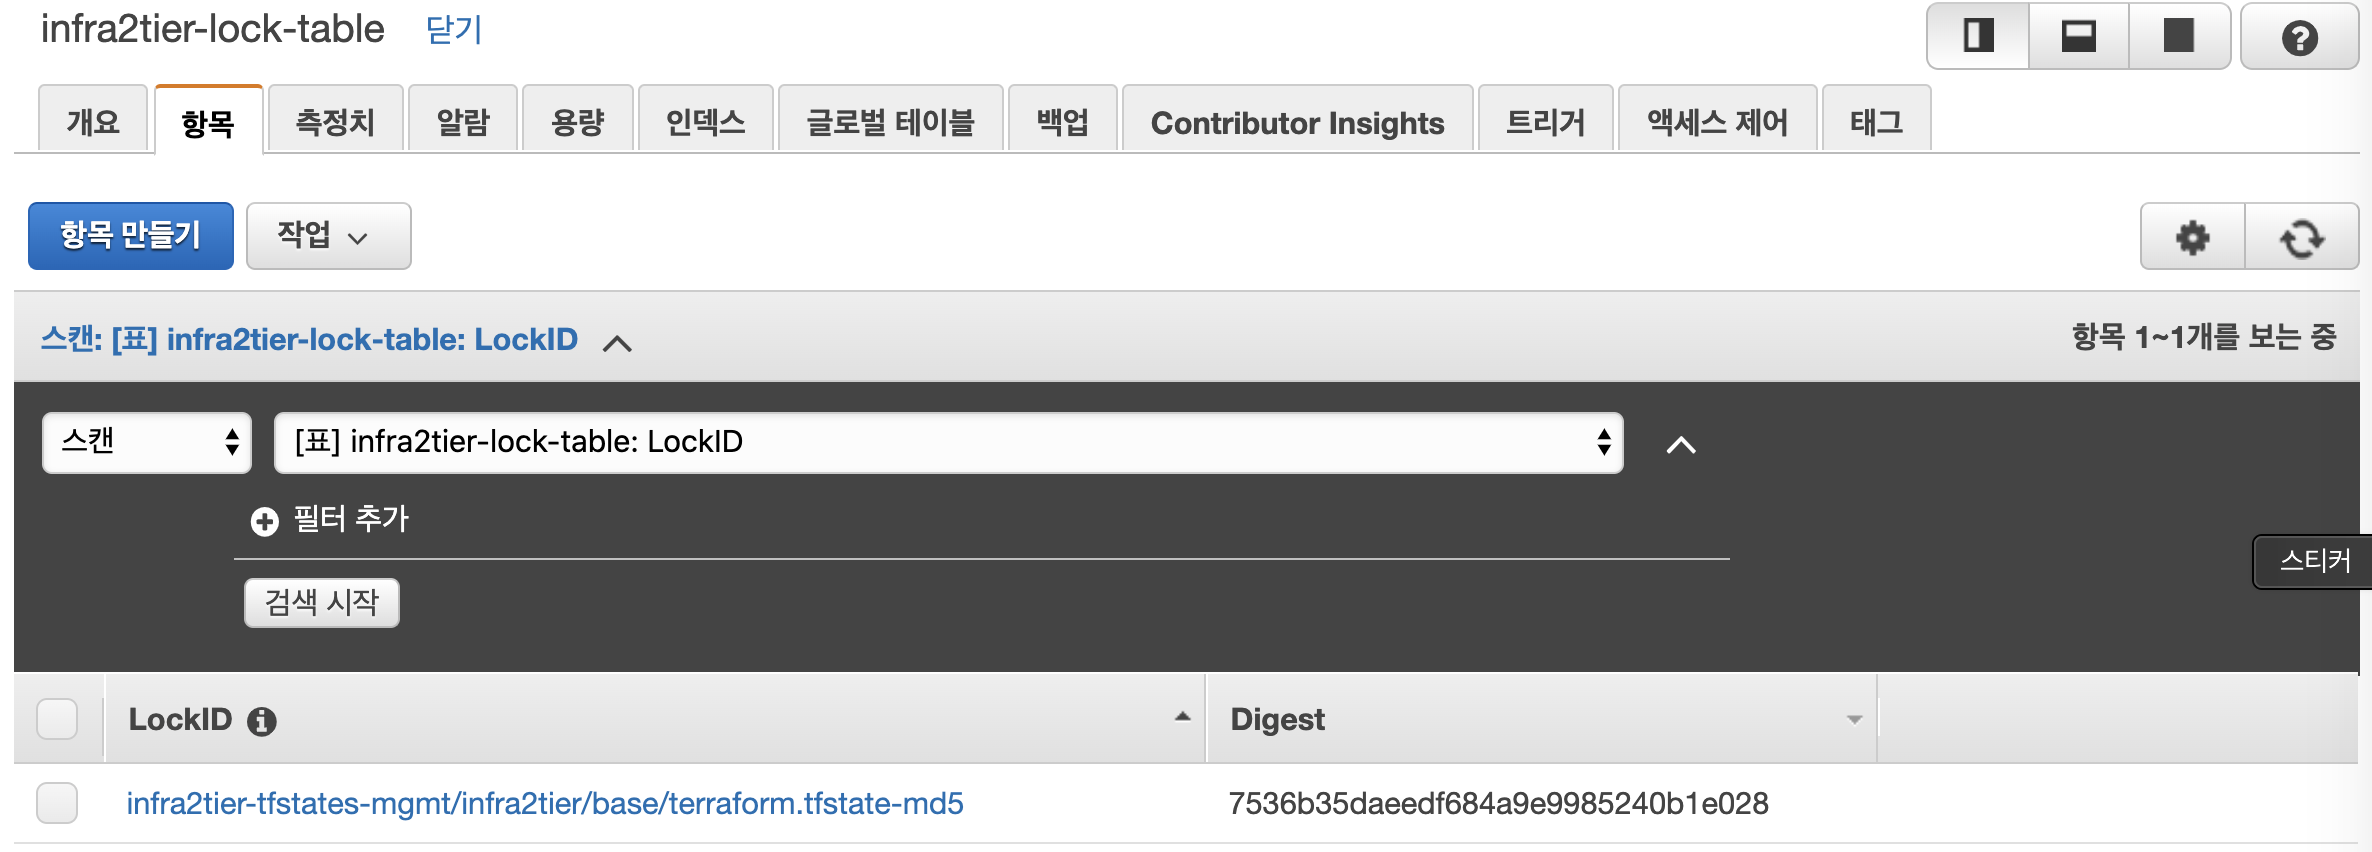 infra2tier-lock-table 닫기
개요 항목 측정치 알람 용량 인덱스 글로벌 테이블 백업 Contributor Insights 트리거 액세스 제어 태그
항목 만들기 작업
스캔: [표] infra2tier-lock-table: LockID 항목 1~1개를 보는 중
스캔 [표] infra2tier-lock-table: LockID
필터 추가
스티커
검색 시작
LockID Digest
infra2tier-tfstates-mgmt/infra2tier/base/terraform.tfstate-md5 7536b35daeedf684a9e9985240b1e028